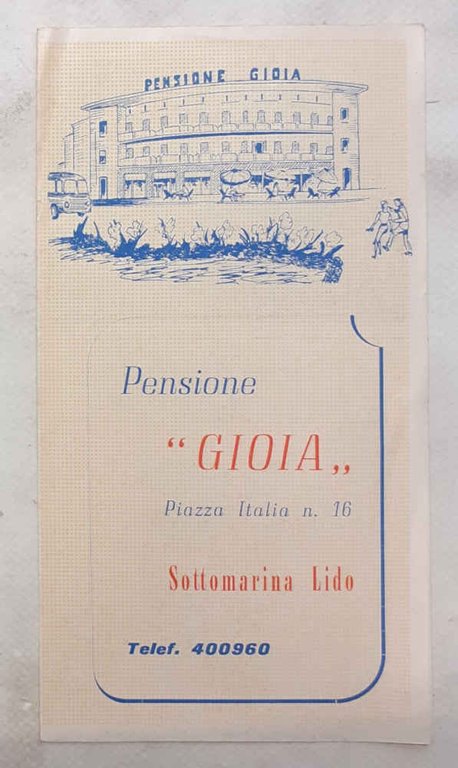 PENSIONE GIOIA
Pensione
“GIOIA„
Piazza Italia n. 16
Sottomarina Lido
Telef. 400960